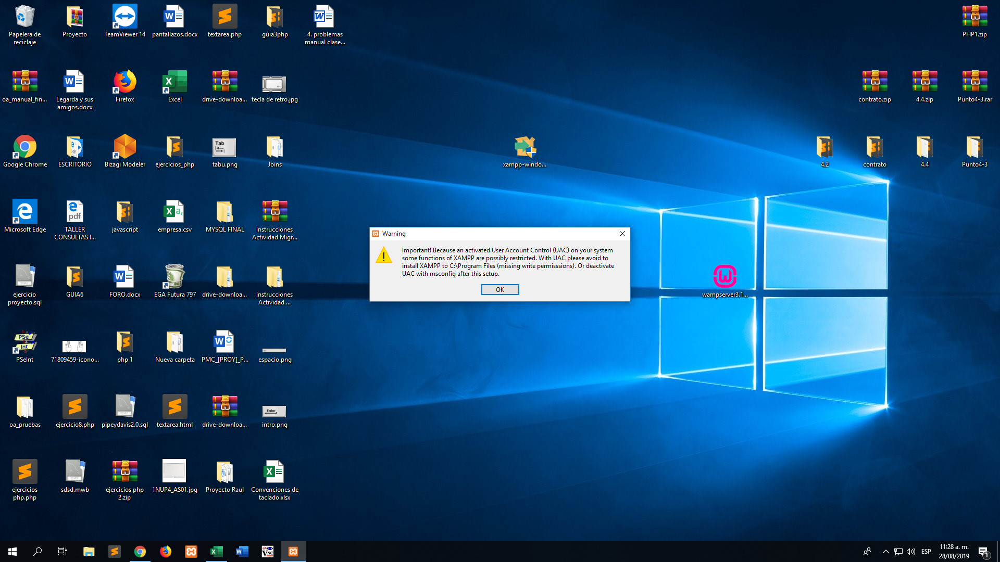 Papelera de
reciclaje
Proyecto
TeamViewer 14
pantallazos.docx
textarea.php
guia3php
4. problemas
manual clase...
PHP1.zip
oa_manual_fin...
Legarda y sus
amigos.docx
Firefox
Excel
drive-downloa...
tecla de retro.jpg
contrato.zip
4.4.zip
Punto4-3.rar
Google Chrome
ESCRITORIO
Bizagi Modeler
ejercicios_php
Tab
tabu.png
Joins
xampp-windo...
4.2
contrato
4.4
Punto4-3
Microsoft Edge
pdf
TALLER
CONSULTAS I...
javascript
a,
empresa.csv
MYSQL FINAL
Instrucciones
Actividad Migr...
Warning
Important! Because an activated User Account Control (UAC) on your system
some functions of XAMPP are possibly restricted. With UAC please avoid to
install XAMPP to C:\Program Files (missing write permisssions). Or deactivate
UAC with msconfig after this setup.
OK
ejercicio
proyecto.sql
GUIA6
FORO.docx
EGA Futura 797
drive-downloa...
Instrucciones
Actividad ...
wampserver3.1...
PSe
Int
PSeInt
71809459-icono...
php 1
Nueva carpeta
PMC_[PROY]_P...
espacio.png
oa_pruebas
ejercicio8.php
pipeydavis2.0.sql
textarea.html
drive-downloa...
Enter
intro.png
ejercicios
php.php
sdsd.mwb
ejercicios php
2.zip
1NUP4_AS01.jpg
Proyecto Raul
Convenciones de
taclado.xlsx
VNC
ESP
11:28 a. m.
28/08/2019
1